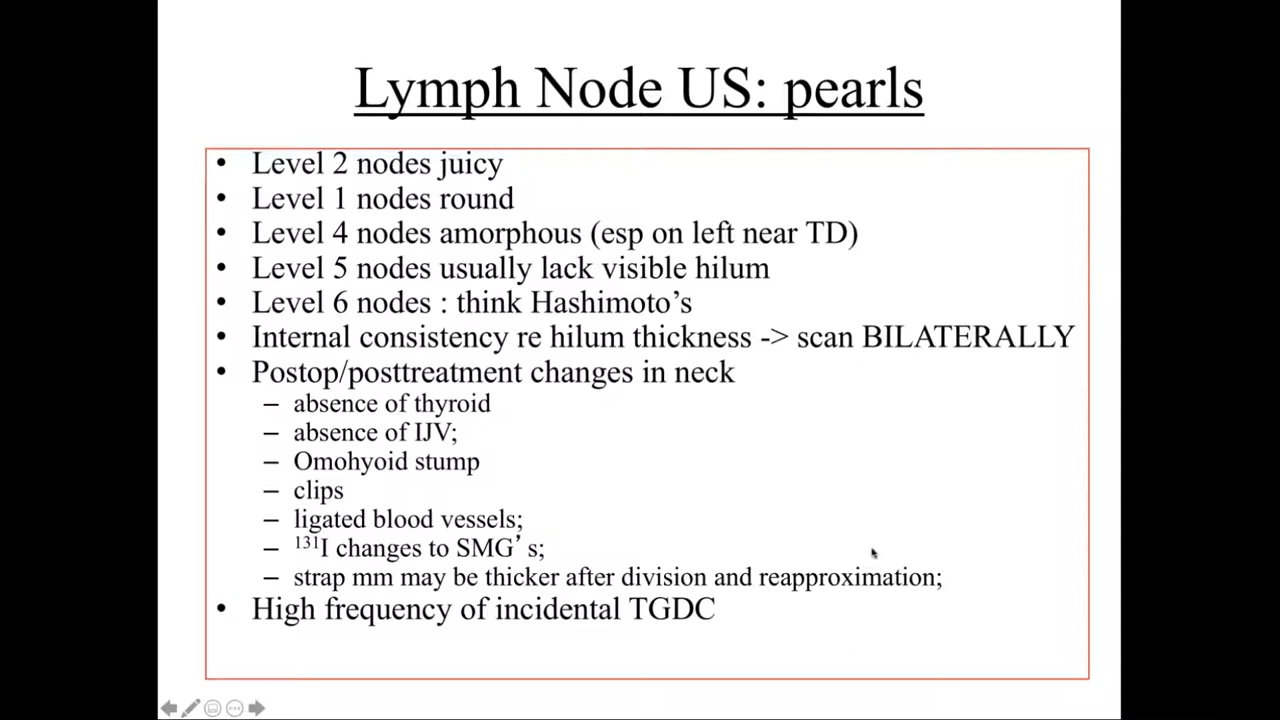 Lymph Node US: pearls
• Level 2 nodes juicy
• Level 1 nodes round
• Level 4 nodes amorphous (esp on left near TD)
• Level 5 nodes usually lack visible hilum
• Level 6 nodes : think Hashimoto’s
• Internal consistency re hilum thickness -> scan BILATERALLY
• Postop/posttreatment changes in neck
– absence of thyroid
– absence of IJV;
– Omohyoid stump
– clips
– ligated blood vessels;
– ¹³¹I changes to SMG’ s;
– strap mm may be thicker after division and reapproximation;
• High frequency of incidental TGDC